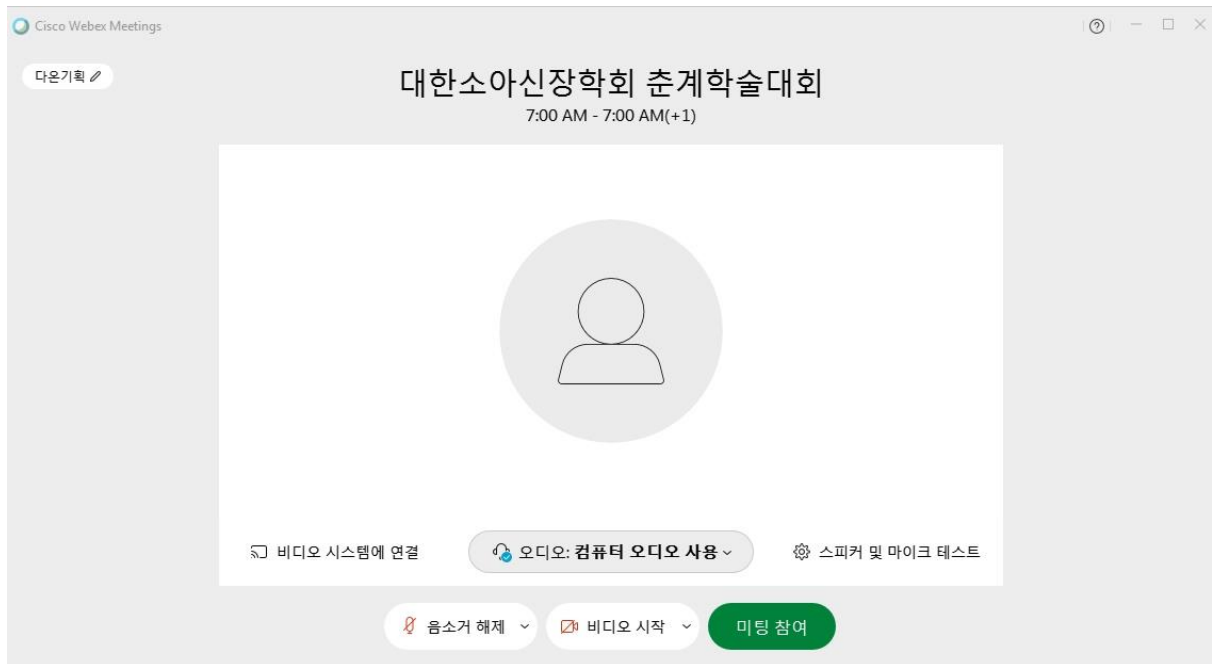 Cisco Webex Meetings
다온기획
대한소아신장학회 춘계학술대회
7:00 AM - 7:00 AM(+1)
비디오 시스템에 연결
오디오: 컴퓨터 오디오 사용
스피커 및 마이크 테스트
음소거 해제
비디오 시작
미팅 참여